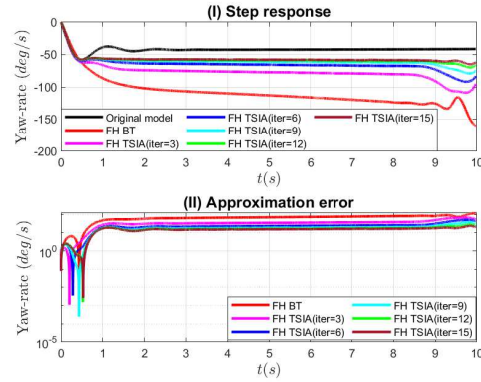 (I) Step response
Yaw-rate (deg/s)
0
-50
-100
-150
-200
Original model
FH BT
FH TSIA(iter=3)
FH TSIA(iter=6)
FH TSIA(iter=9)
FH TSIA(iter=12)
FH TSIA(iter=15)
0 1 2 3 4 5 6 7 8 9 10
t(s)
(II) Approximation error
Yaw-rate (deg/s)
10^0
10^-5
FH BT
FH TSIA(iter=3)
FH TSIA(iter=6)
FH TSIA(iter=9)
FH TSIA(iter=12)
FH TSIA(iter=15)
0 1 2 3 4 5 6 7 8 9 10
t(s)